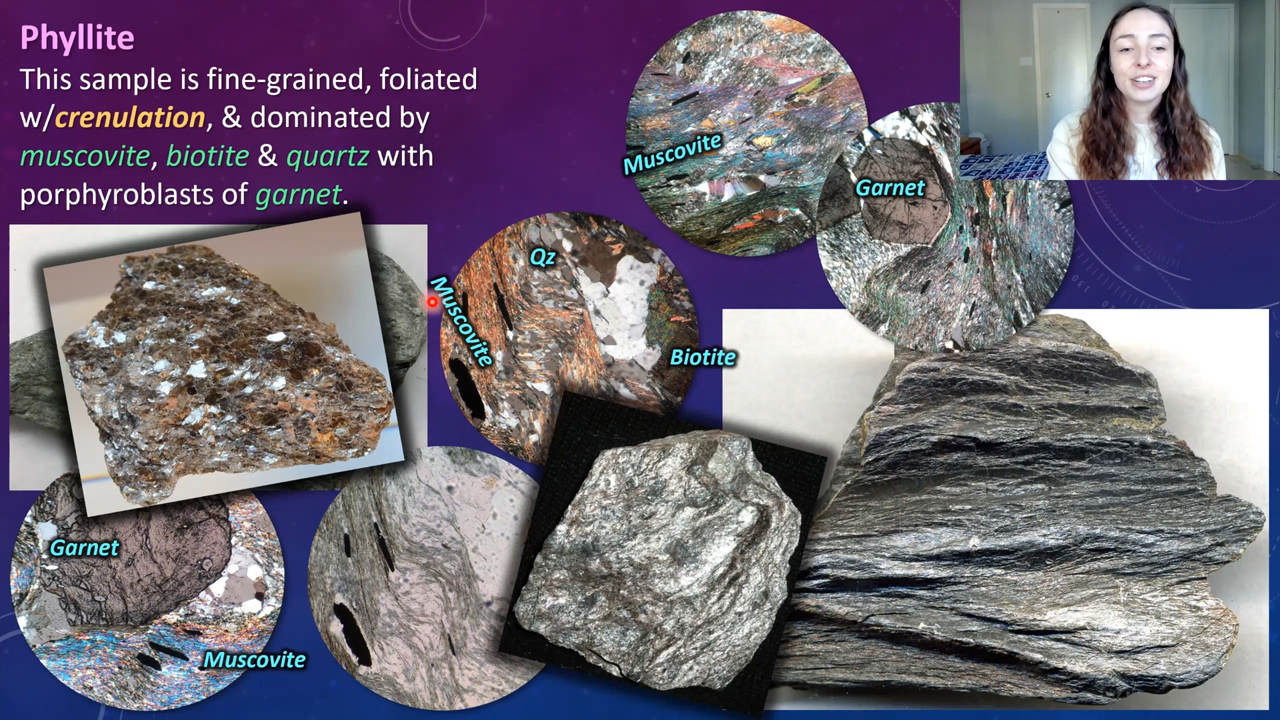 Phyllite
This sample is fine-grained, foliated
w/crenulation, & dominated by
muscovite, biotite & quartz with
porphyroblasts of garnet.
Muscovite
Garnet
Qz
Muscovite
Biotite
Garnet
Muscovite